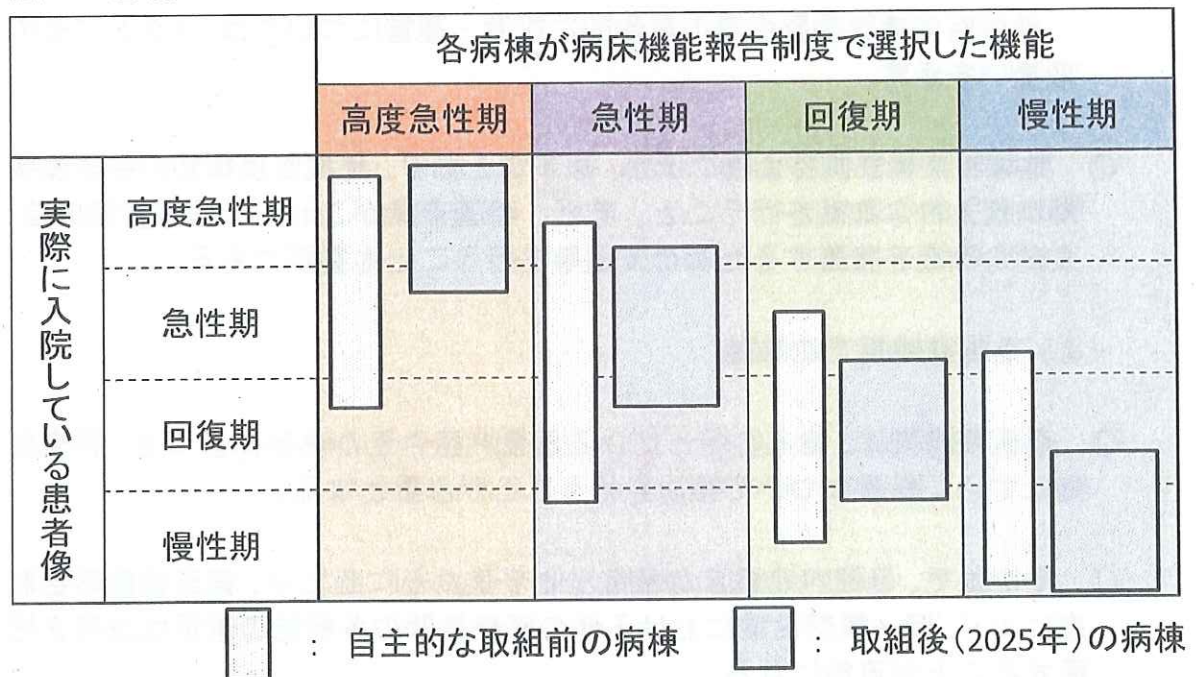 各病棟が病床機能報告制度で選択した機能
高度急性期 急性期 回復期 慢性期
実際に入院している患者像
高度急性期
急性期
回復期
慢性期
： 自主的な取組前の病棟 ： 取組後（2025年）の病棟